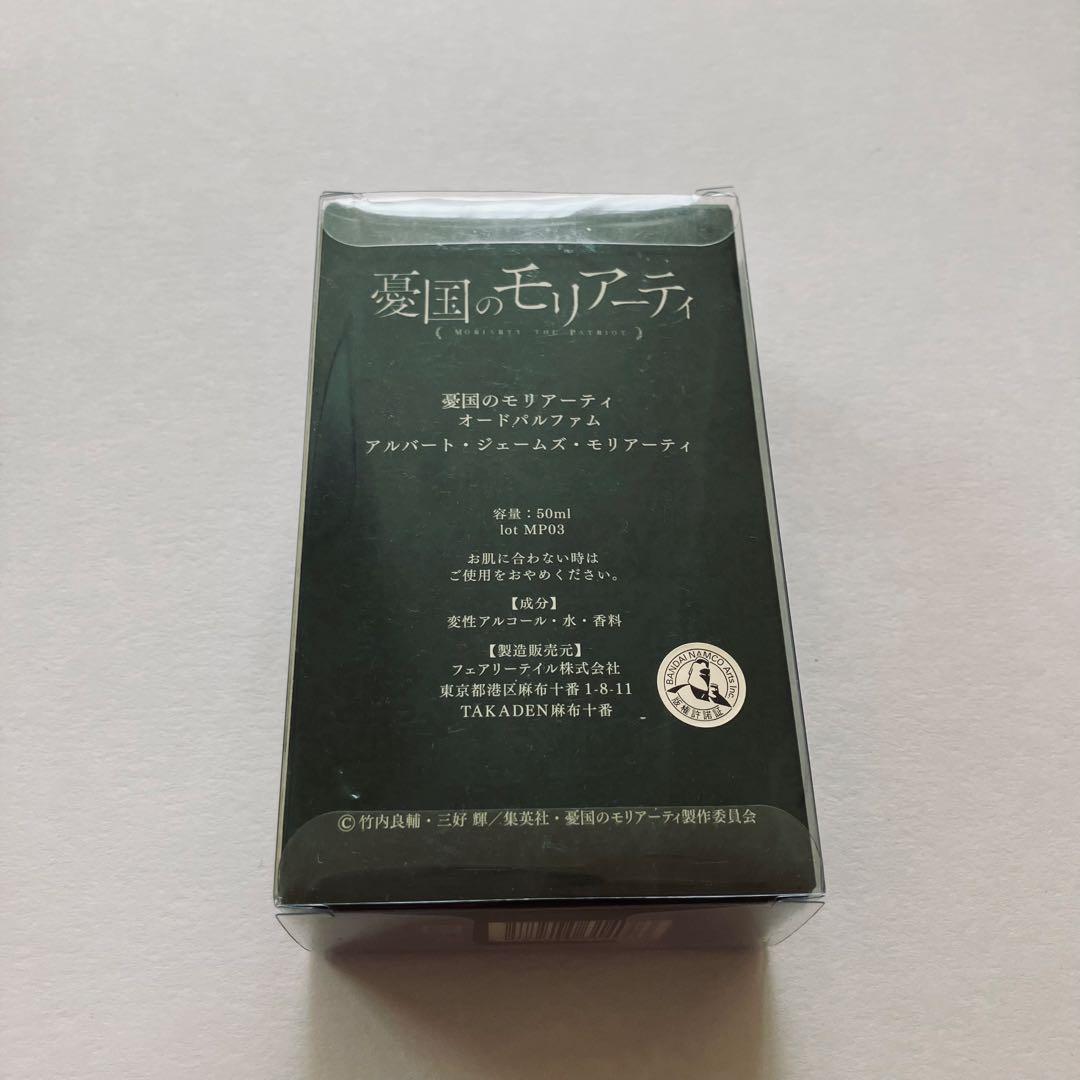 憂国のモリアーティ
MORIARTY THE PATRIOT
憂国のモリアーティ
オードパルファム
アルバート・ジェームズ・モリアーティ
容量：50ml
lot MP03
お肌に合わない時は
ご使用をおやめください。
【成分】
変性アルコール・水・香料
【製造販売元】
フェアリーテイル株式会社
東京都港区麻布十番1-8-11
TAKADEN麻布十番
BANDAI NAMCO Arts Inc.
版権許諾証
©竹内良輔・三好 輝／集英社・憂国のモリアーティ製作委員会